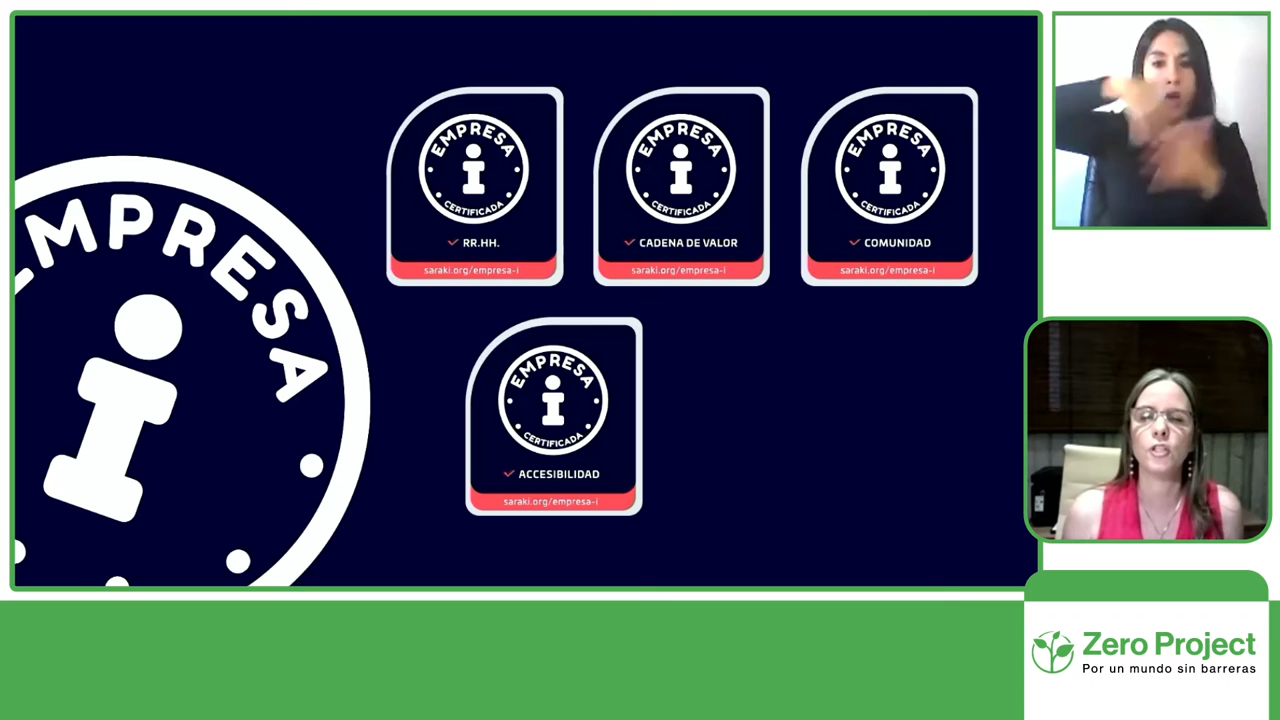 EMPRESA
i
EMPRESA
i
CERTIFICADA
RR.HH.
saraki.org/empresa-i
EMPRESA
i
CERTIFICADA
CADENA DE VALOR
saraki.org/empresa-i
EMPRESA
i
CERTIFICADA
COMUNIDAD
saraki.org/empresa-i
EMPRESA
i
CERTIFICADA
ACCESIBILIDAD
saraki.org/empresa-i
Zero Project
Por un mundo sin barreras